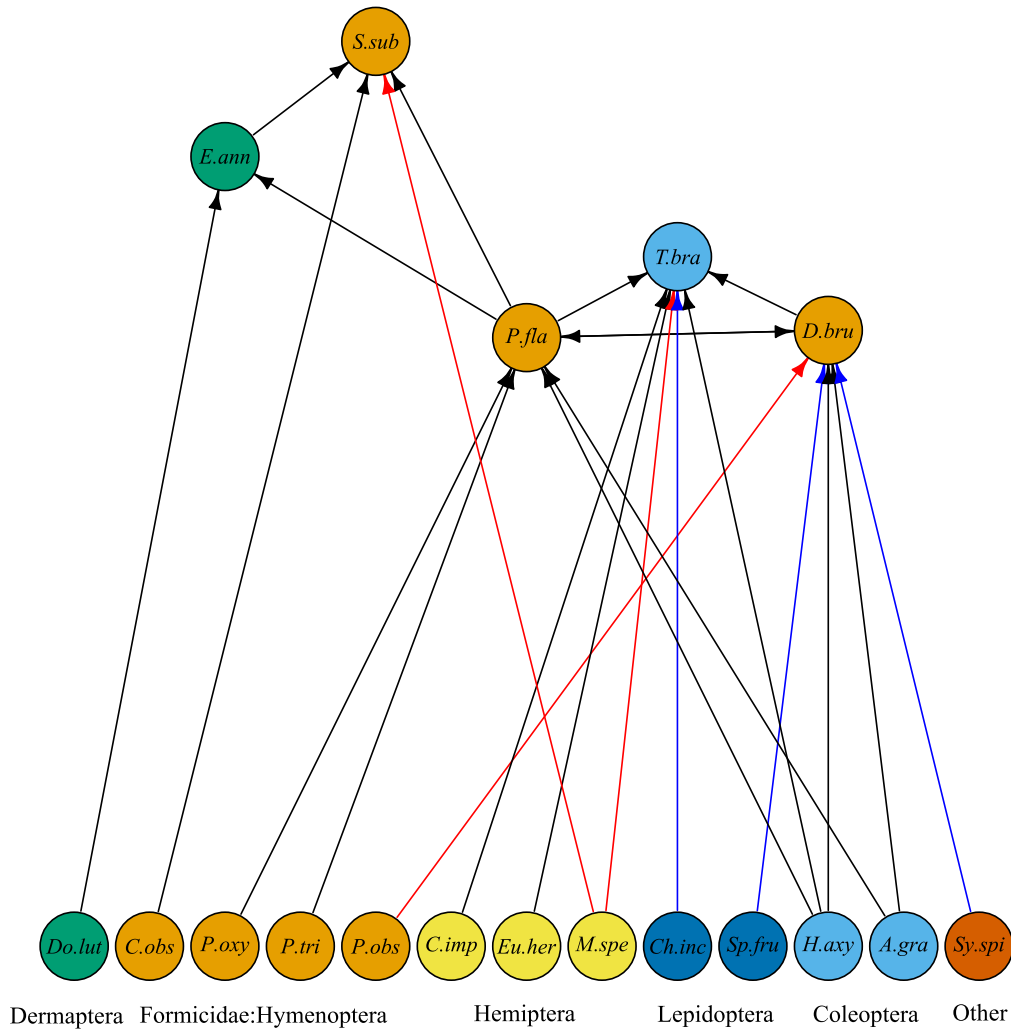 S.sub
E.ann
T.bra
P.fla
D.bru
Do.lut C.obs P.oxy P.tri P.obs C.imp Eu.her M.spe Ch.inc Sp.fru H.axy A.gra Sy.spi
Dermaptera Formicidae:Hymenoptera Hemiptera Lepidoptera Coleoptera Other